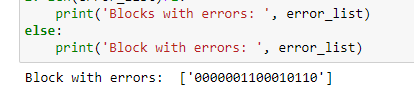 print('Blocks with errors: ', error_list)
else:
    print('Block with errors: ', error_list)
Block with errors:  ['0000001100010110']